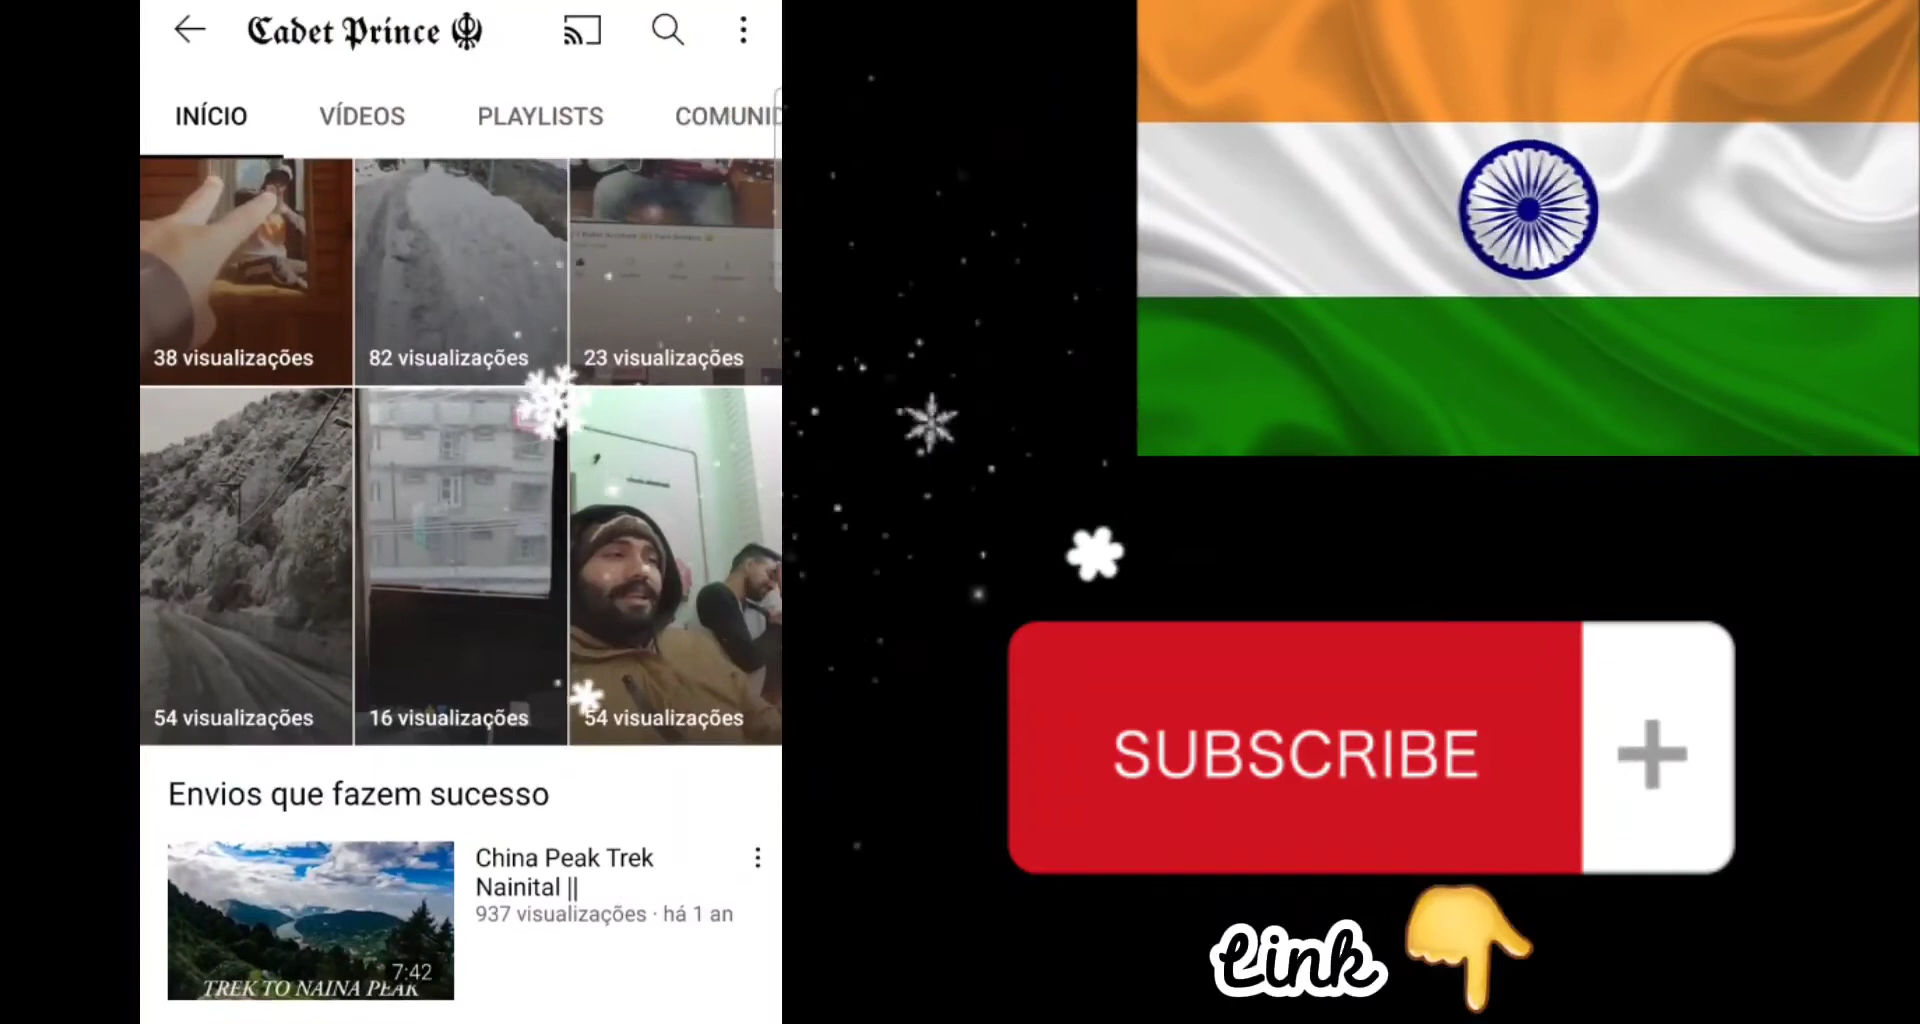 Cadet Prince
INÍCIO VÍDEOS PLAYLISTS COMUNID
38 visualizações 82 visualizações 23 visualizações
54 visualizações 16 visualizações 54 visualizações
Envios que fazem sucesso
China Peak Trek
Nainital ||
937 visualizações · há 1 an
7:42
TREK TO NAINA PEAK
SUBSCRIBE
Link